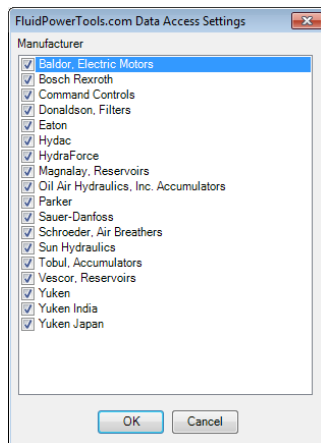 FluidPowerTools.com Data Access Settings
Manufacturer
Baldor, Electric Motors
Bosch Rexroth
Command Controls
Donaldson, Filters
Eaton
Hydac
HydraForce
Magnalay, Reservoirs
Oil Air Hydraulics, Inc. Accumulators
Parker
Sauer-Danfoss
Schroeder, Air Breathers
Sun Hydraulics
Tobul, Accumulators
Vescor, Reservoirs
Yuken
Yuken India
Yuken Japan
OK
Cancel